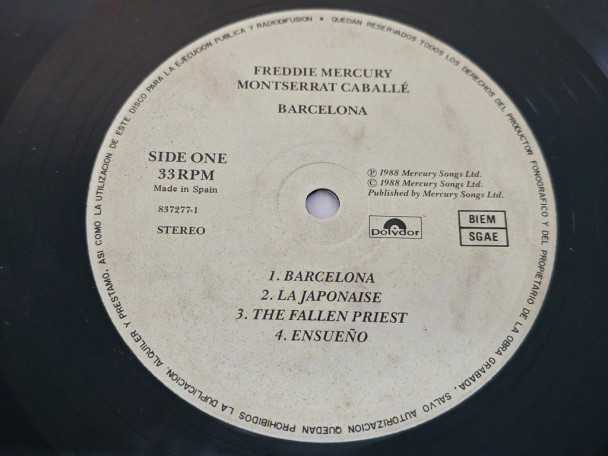 QUEDAN RESERVADOS TODOS LOS DERECHOS DEL PRODUCTOR FONOGRAFICO Y DEL PROPIETARIO DE LA OBRA GRABADA. SALVO AUTORIZACION QUEDAN PROHIBIDOS LA DUPLICACION, ALQUILER Y PRESTAMO, ASI COMO LA UTILIZACION DE ESTE DISCO PARA LA EJECUCION PUBLICA Y RADIODIFUSION •
FREDDIE MERCURY
MONTSERRAT CABALLÉ
BARCELONA
SIDE ONE
33RPM
Made in Spain
837277-1
STEREO
℗ 1988 Mercury Songs Ltd.
© 1988 Mercury Songs Ltd.
Published by Mercury Songs Ltd.
Polydor
BIEM
SGAE
1. BARCELONA
2. LA JAPONAISE
3. THE FALLEN PRIEST
4. ENSUEÑO